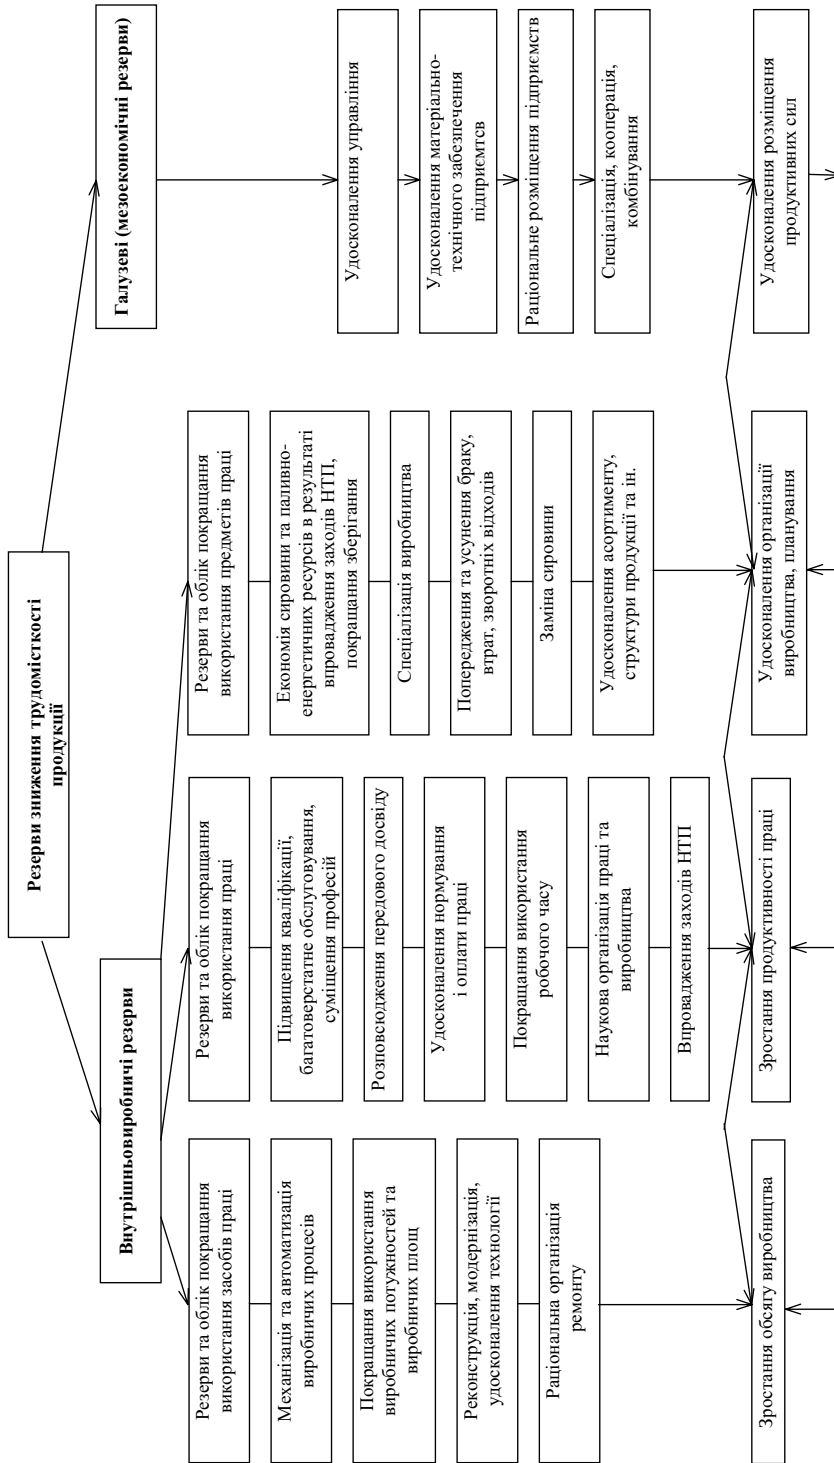 Резерви зниження трудомісткості
продукції
Внутрішньовиробничі резерви
Галузеві (мезоекономічні резерви)
Резерви та облік покращання
використання засобів праці
Механізація та автоматизація
виробничих процесів
Покращання використання
виробничих потужностей та
виробничих площ
Реконструкція, модернізація,
удосконалення технології
Раціональна організація
ремонту
Зростання обсягу виробництва
Резерви та облік покращання
використання праці
Підвищення кваліфікації,
багатоверстатне обслуговування,
суміщення професій
Розповсюдження передового досвіду
Удосконалення нормування
і оплати праці
Покращання використання
робочого часу
Наукова організація праці та
виробництва
Впровадження заходів НТП
Зростання продуктивності праці
Резерви та облік покращання
використання предметів праці
Економія сировини та паливно-
енергетичних ресурсів в результаті
впровадження заходів НТП,
покращання зберігання
Спеціалізація виробництва
Попередження та усунення браку,
втрат, зворотніх відходів
Заміна сировини
Удосконалення асортименту,
структури продукції та ін.
Удосконалення організації
виробництва, планування
Удосконалення управління
Удосконалення матеріально-
технічного забезпечення
підприємтсв
Раціональне розміщення підприємств
Спеціалізація, кооперація,
комбінування
Удосконалення розміщення
продуктивних сил